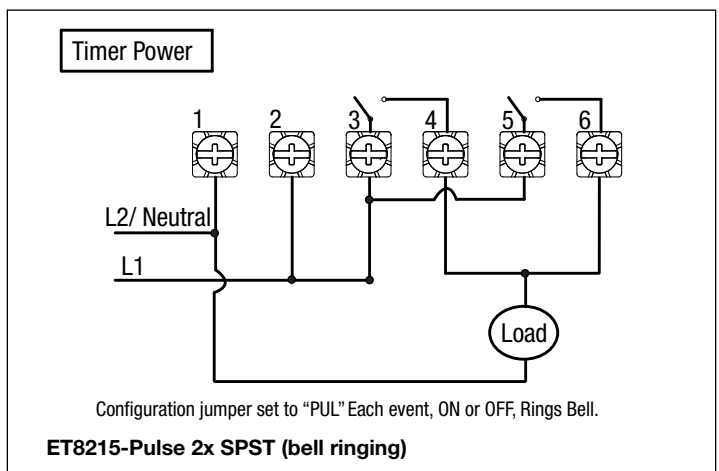 Timer Power
1 2 3 4 5 6
L2/ Neutral
L1
Load
Configuration jumper set to “PUL” Each event, ON or OFF, Rings Bell.
ET8215-Pulse 2x SPST (bell ringing)